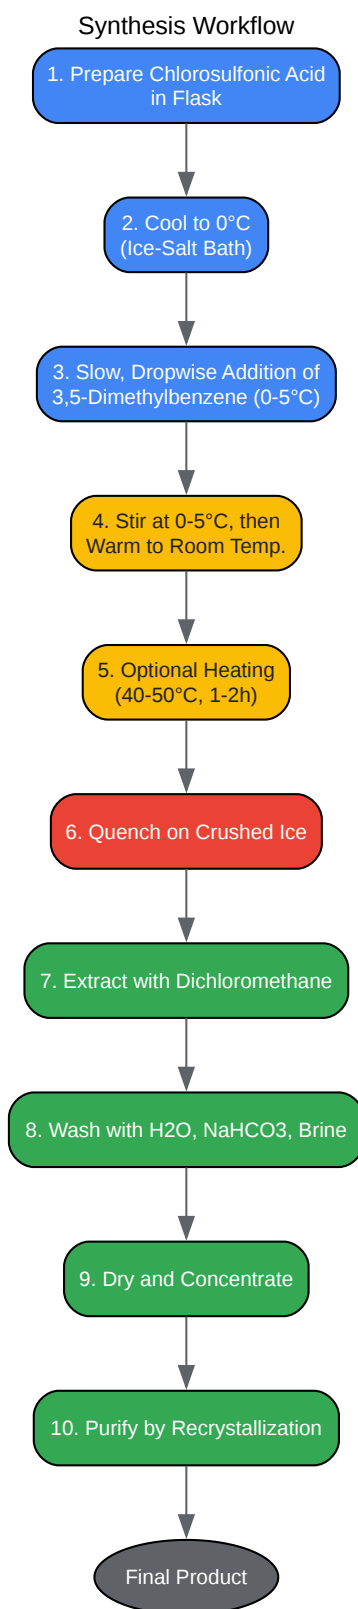 Synthesis Workflow
1. Prepare Chlorosulfonic Acid
in Flask
2. Cool to 0°C
(Ice-Salt Bath)
3. Slow, Dropwise Addition of
3,5-Dimethylbenzene (0-5°C)
4. Stir at 0-5°C, then
Warm to Room Temp.
5. Optional Heating
(40-50°C, 1-2h)
6. Quench on Crushed Ice
7. Extract with Dichloromethane
8. Wash with H2O, NaHCO3, Brine
9. Dry and Concentrate
10. Purify by Recrystallization
Final Product